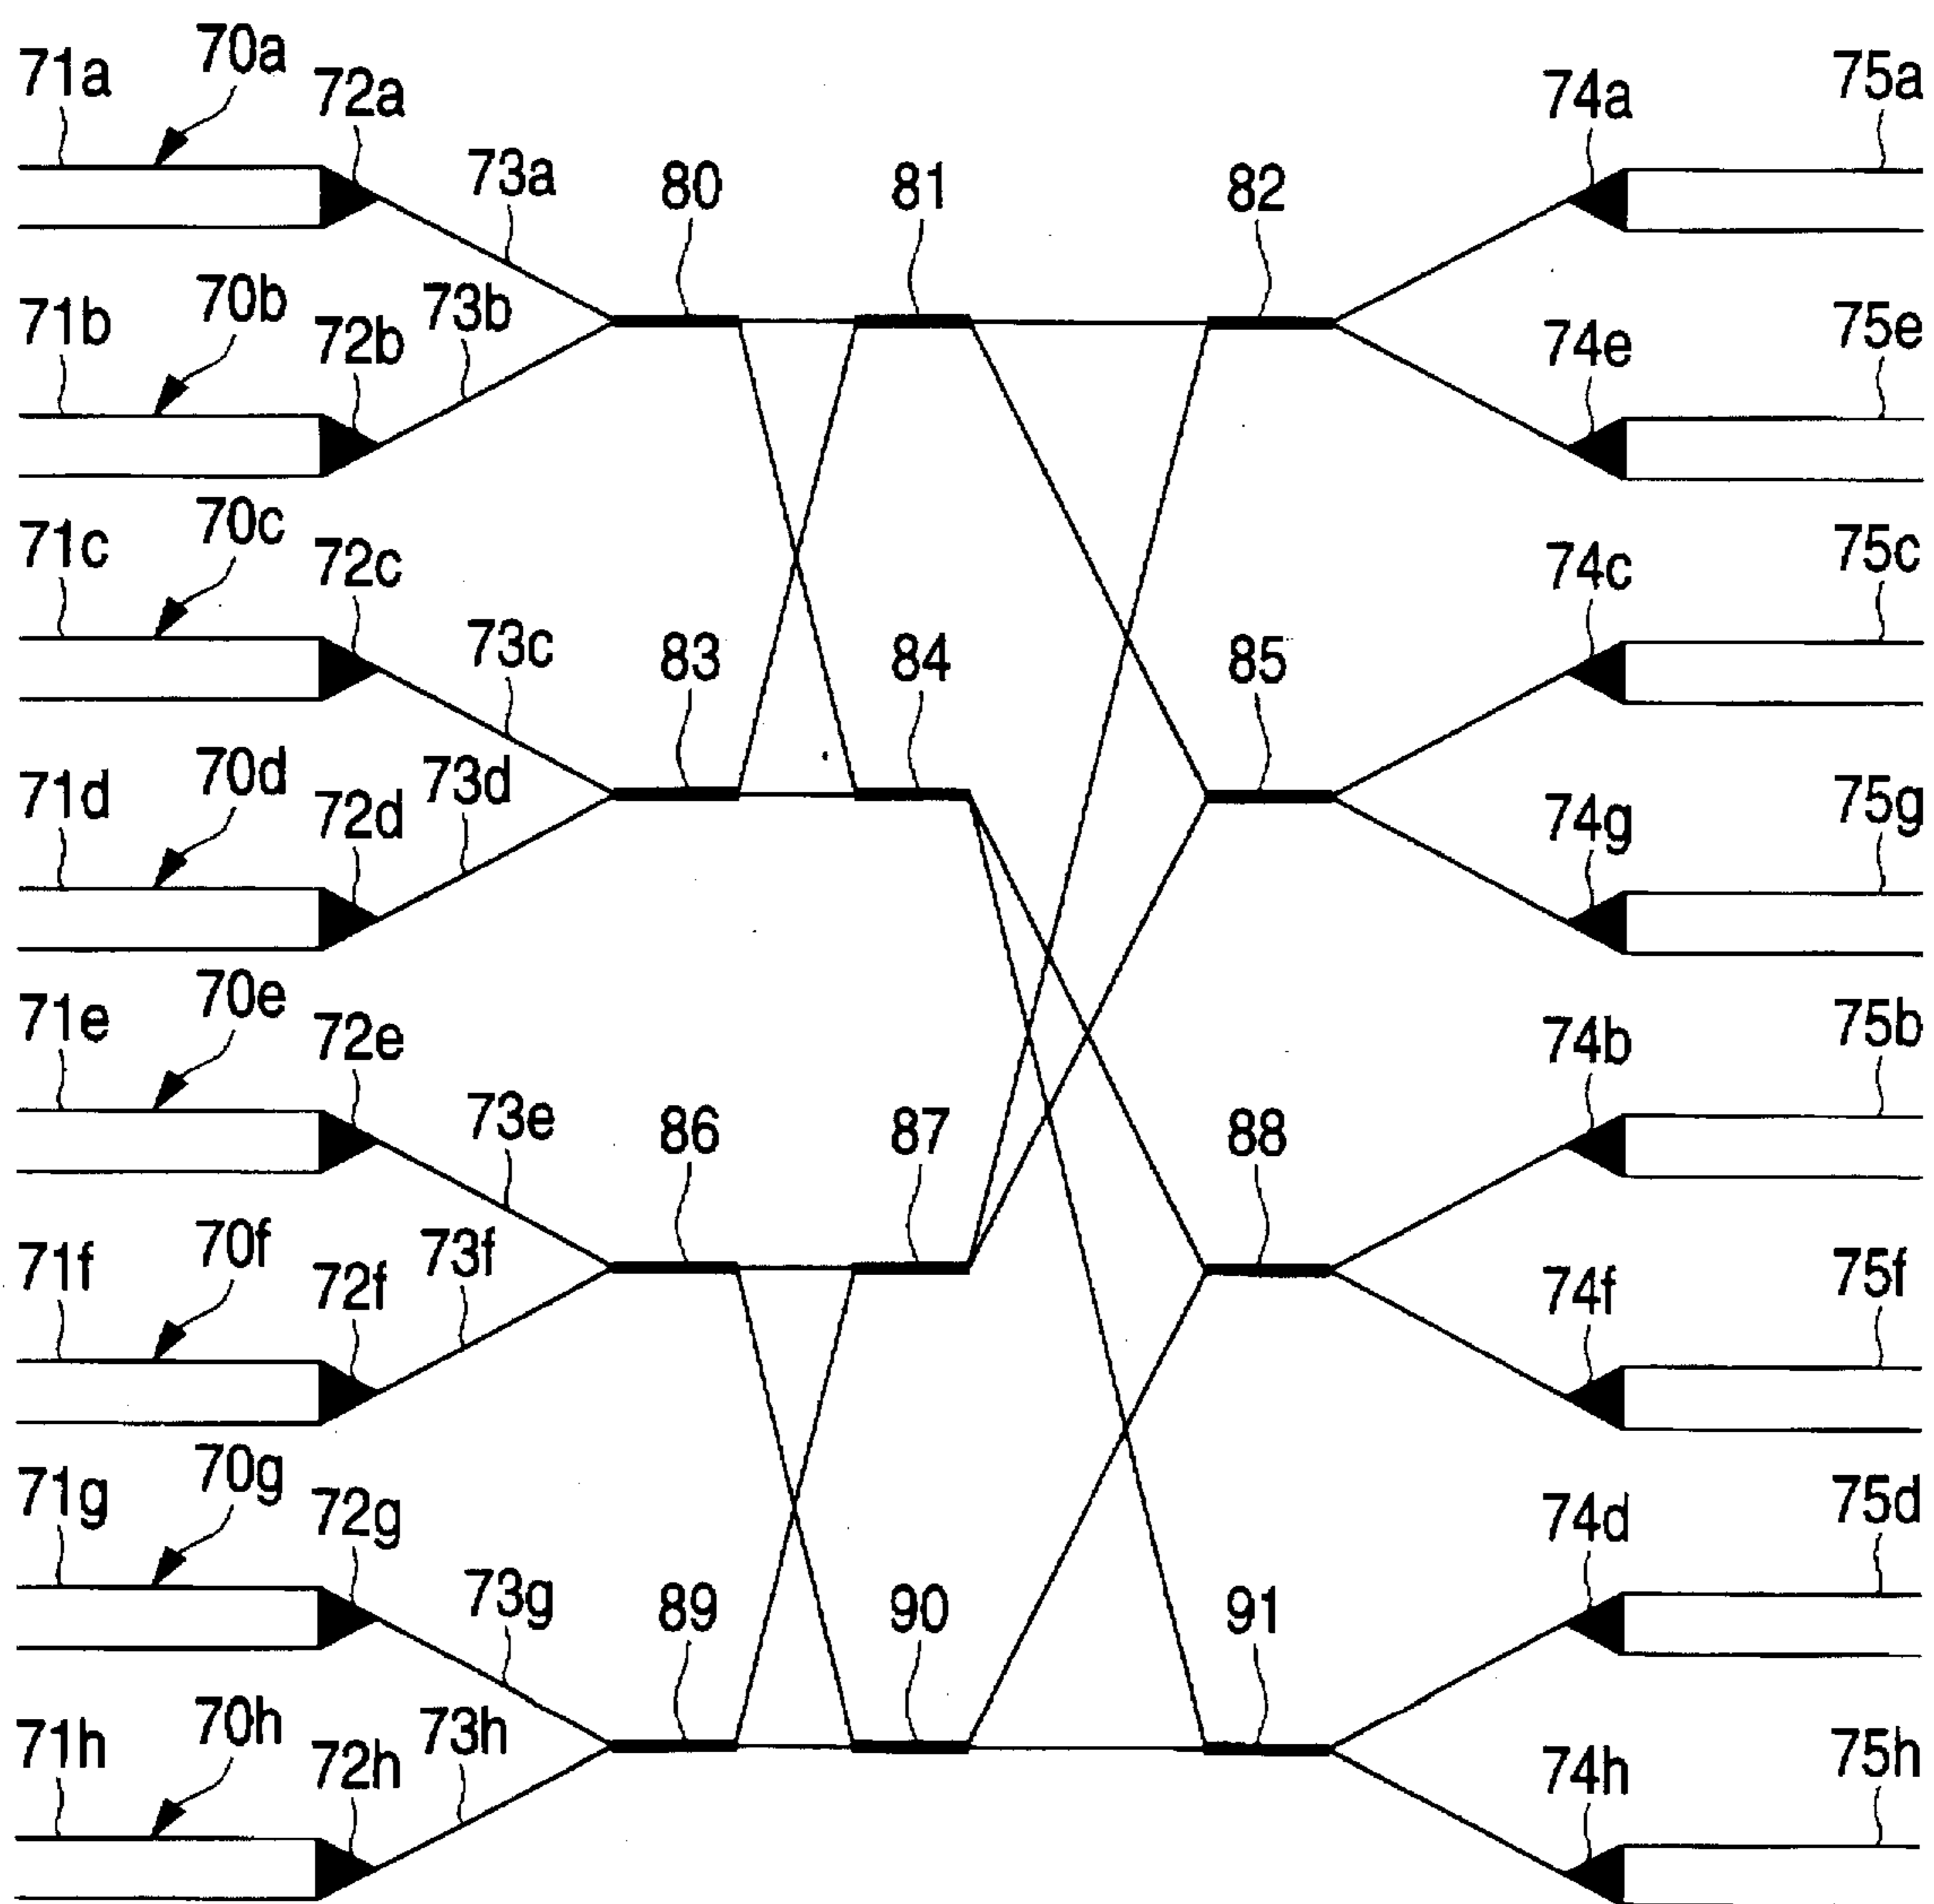 71a 70a 72a 74a 75a
73a 80 81 82
71b 70b 72b 73b 74e 75e
71c 70c 72c 74c 75c
73c 83 84 85
71d 70d 72d 73d 74g 75g
71e 70e 72e 74b 75b
73e 86 87 88
71f 70f 72f 73f 74f 75f
71g 70g 72g 74d 75d
73g 89 90 91
71h 70h 72h 73h 74h 75h